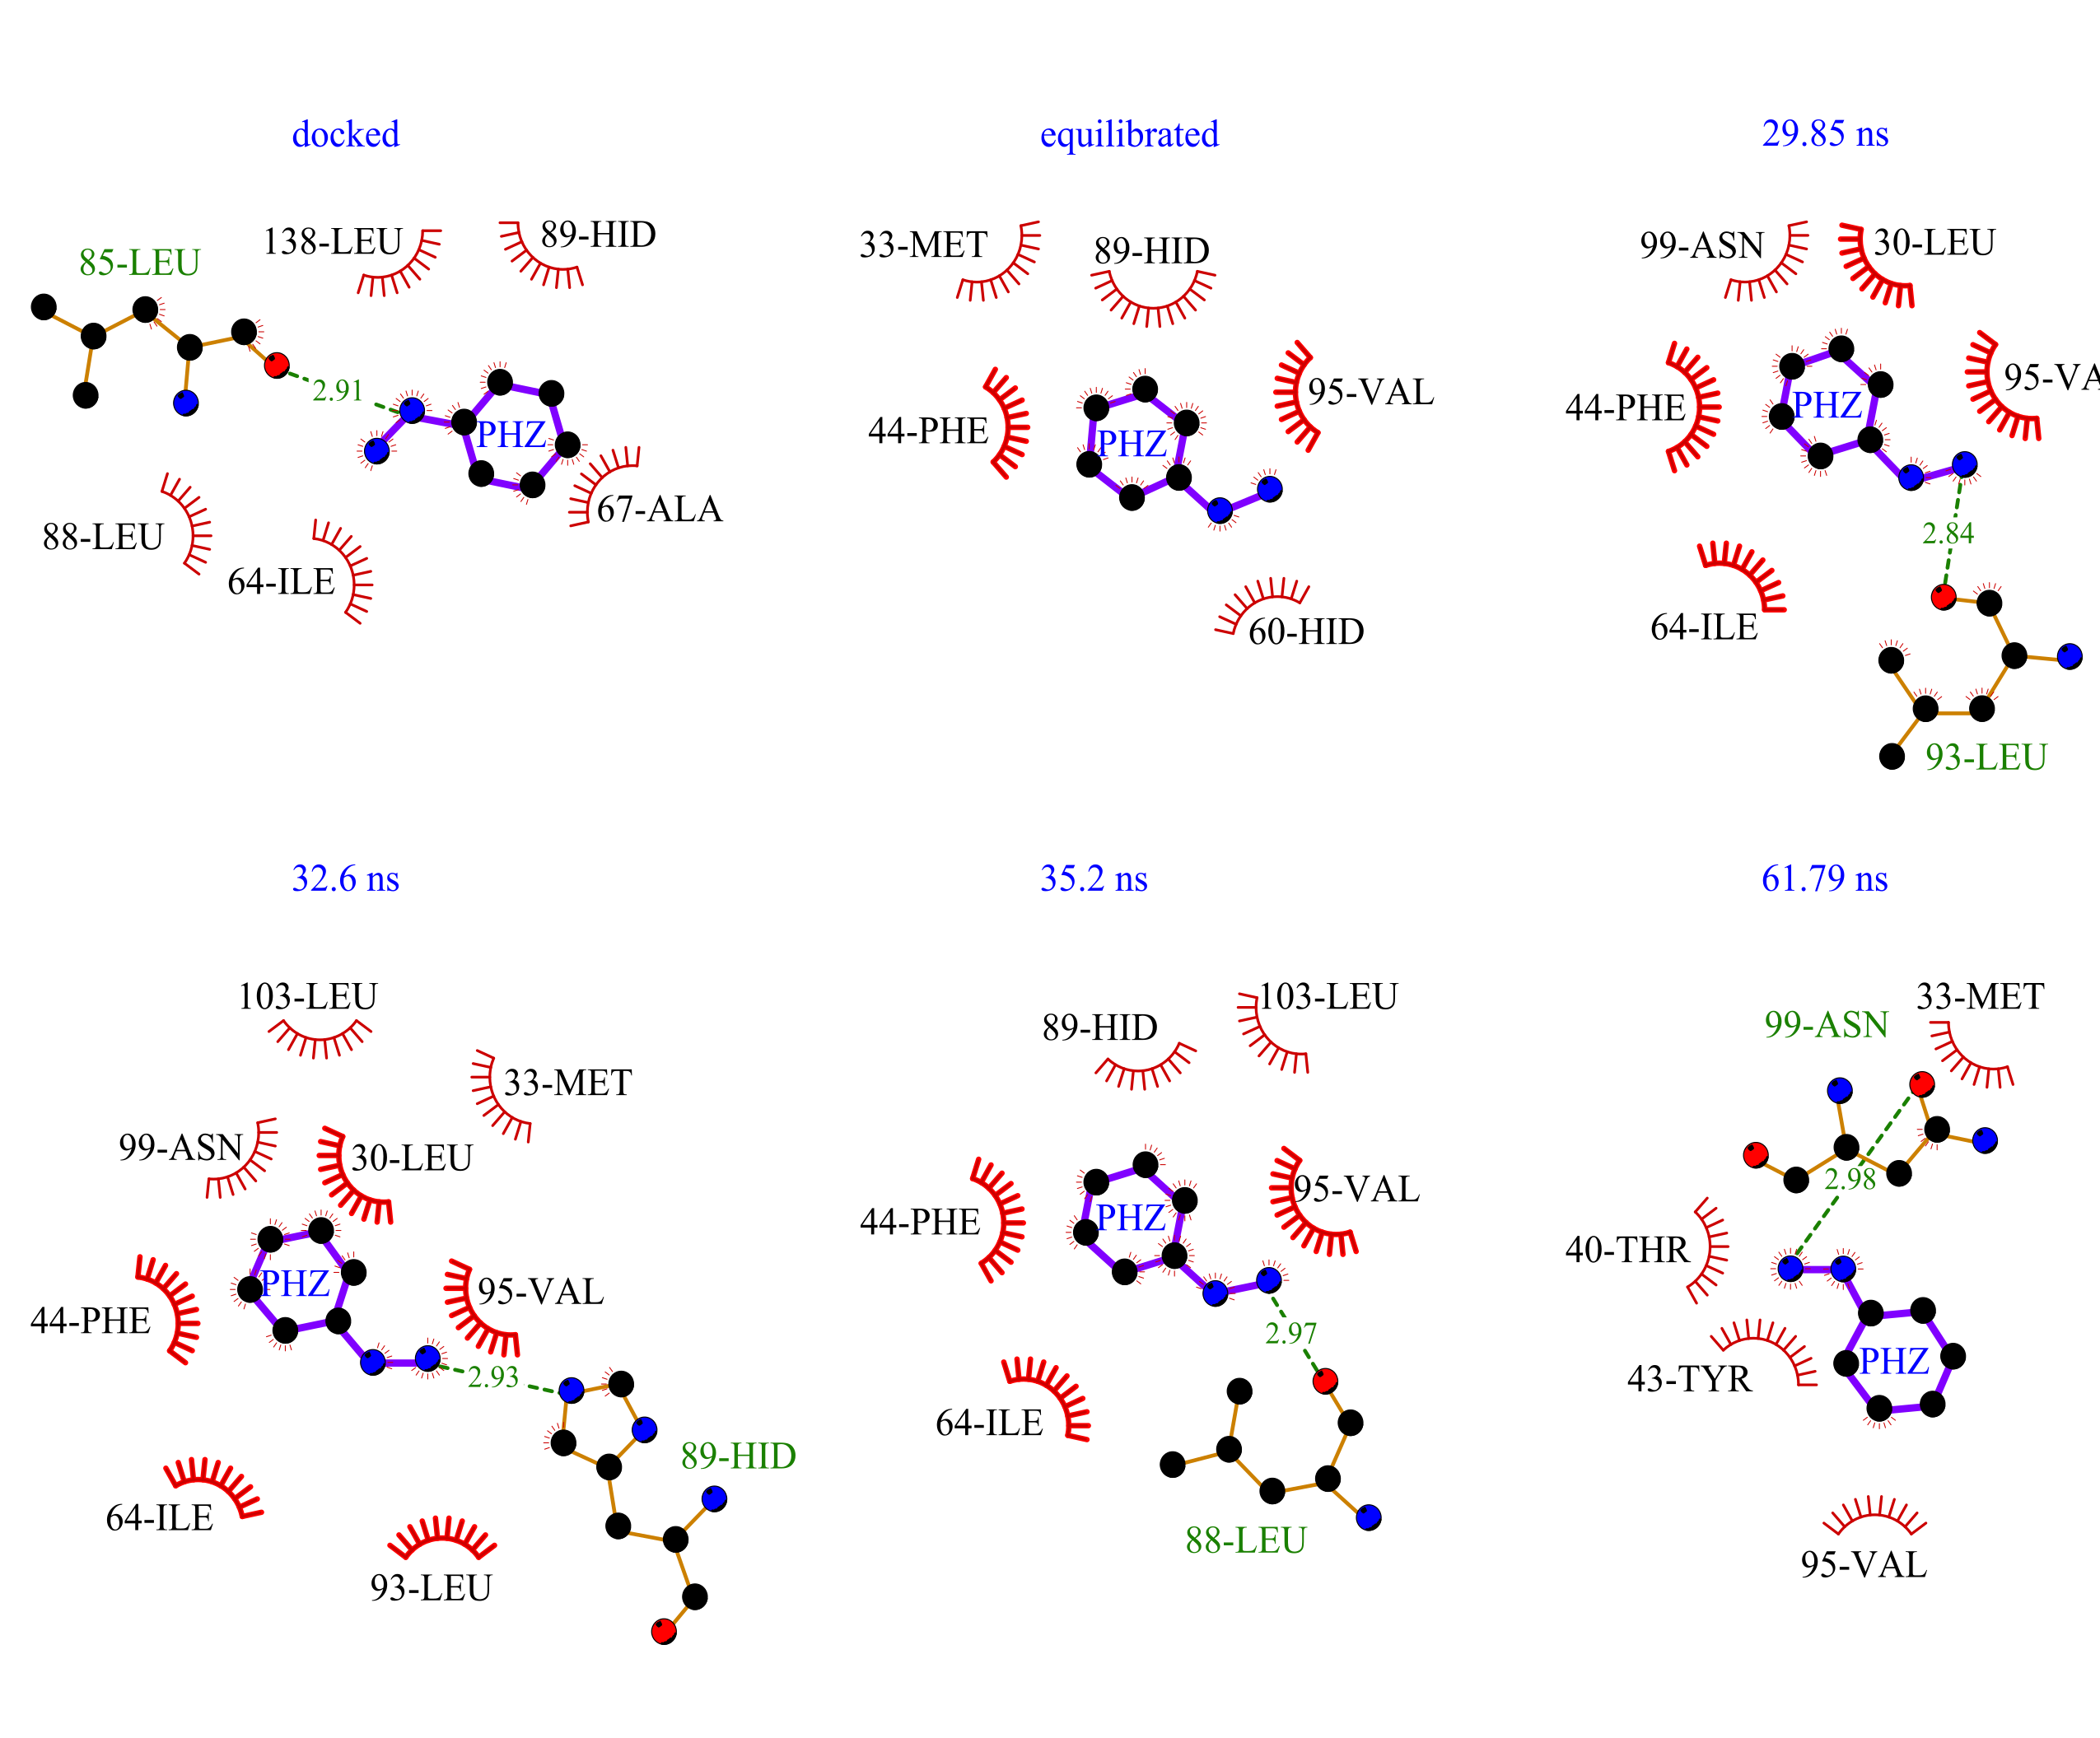 docked
138-LEU
89-HID
85-LEU
2.91
PHZ
67-ALA
88-LEU
64-ILE
equilibrated
33-MET
89-HID
95-VAL
44-PHE
PHZ
60-HID
29.85 ns
99-ASN
30-LEU
95-VA
44-PHE
PHZ
2.84
64-ILE
93-LEU
32.6 ns
103-LEU
33-MET
99-ASN
30-LEU
PHZ
95-VAL
44-PHE
2.93
89-HID
64-ILE
93-LEU
35.2 ns
103-LEU
89-HID
95-VAL
44-PHE
PHZ
2.97
64-ILE
88-LEU
61.79 ns
33-MET
99-ASN
2.98
40-THR
PHZ
43-TYR
95-VAL